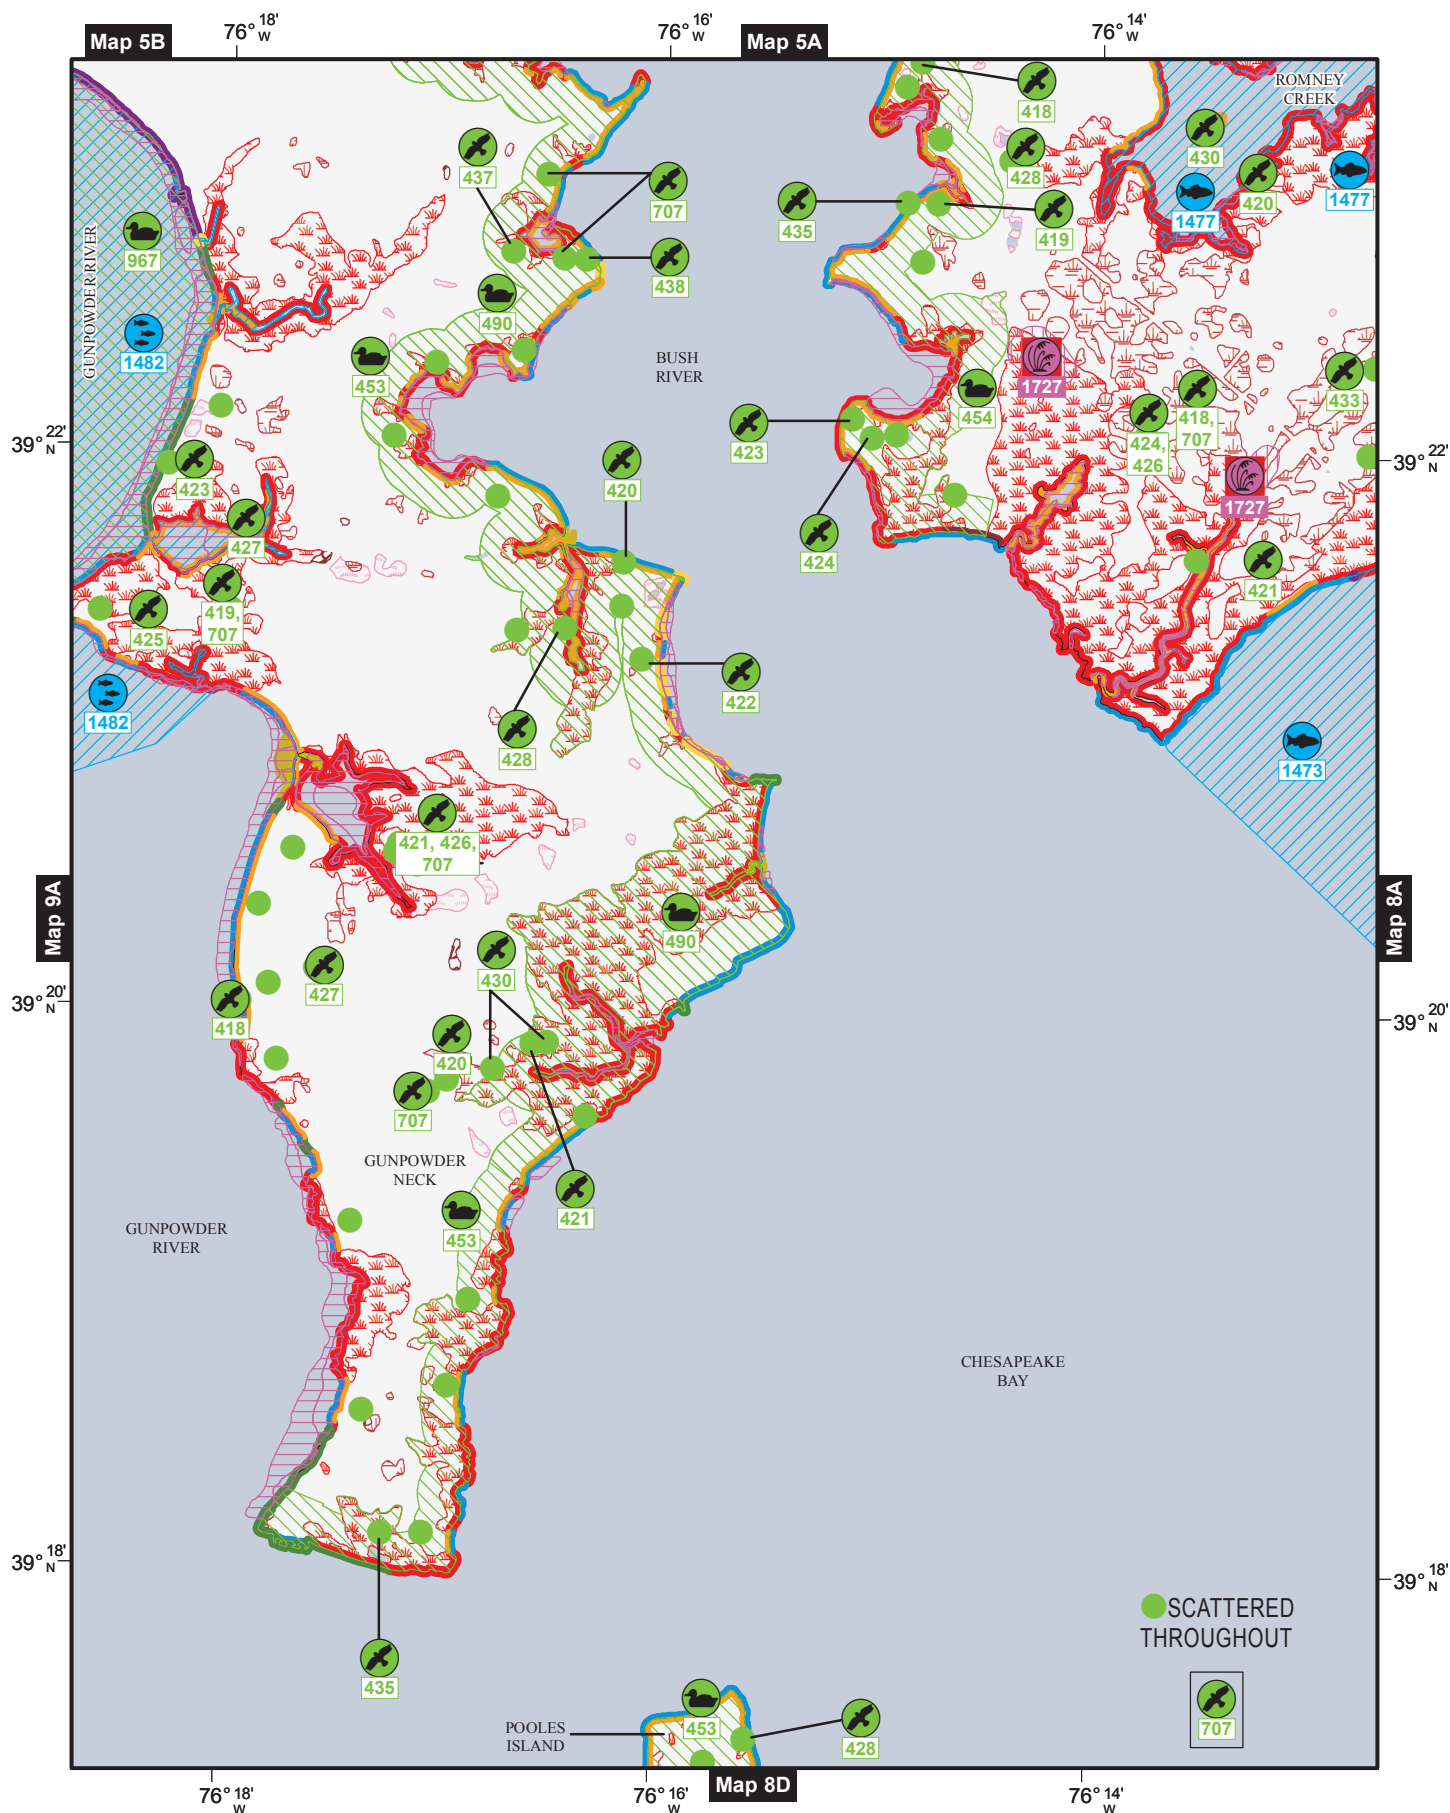 76° 18' W
76° 16' W
76° 14' W
Map 5B
Map 5A
ROMNEY
CREEK
418
437
428
430
707
435
420
1477
1477
419
GUNPOWDER RIVER
967
438
490
1482
BUSH
RIVER
453
454
1727
433
418,
707
424,
426
423
39° 22' N
39° 22' N
423
420
1727
427
424
421
419,
707
425
422
1482
428
1473
421, 426,
707
Map 9A
Map 8A
490
430
427
39° 20' N
39° 20' N
418
420
707
GUNPOWDER
NECK
421
453
GUNPOWDER
RIVER
CHESAPEAKE
BAY
39° 18' N
39° 18' N
SCATTERED
THROUGHOUT
435
707
453
POOLES
ISLAND
428
76° 18' W
76° 16' W
Map 8D
76° 14' W